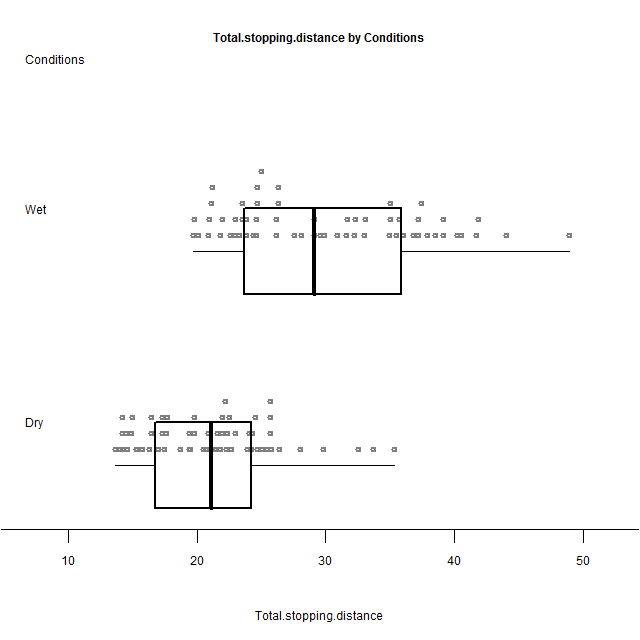 Total.stopping.distance by Conditions
Conditions
Wet
Dry
10 20 30 40 50
Total.stopping.distance